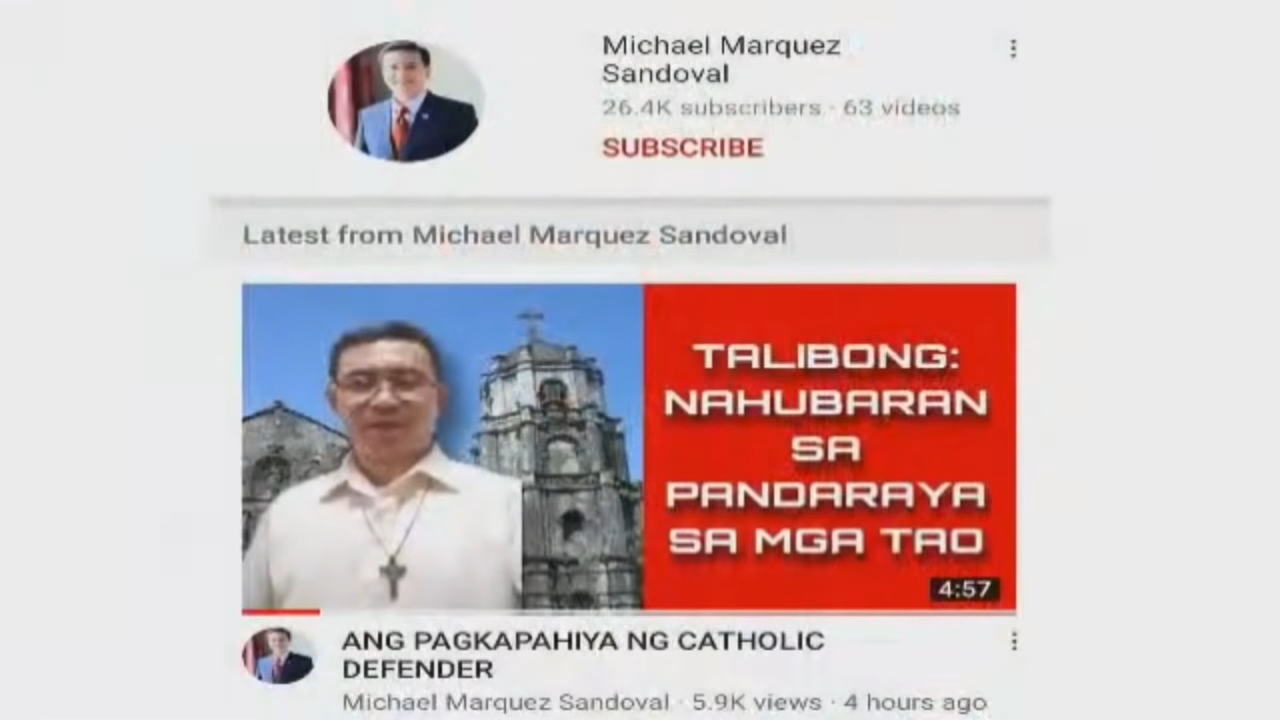 Michael Marquez
Sandoval
26.4K subscribers · 63 videos
SUBSCRIBE
Latest from Michael Marquez Sandoval
TALIBONG:
NAHUBARAN
SA
PANDARAYA
SA MGA TAO
4:57
ANG PAGKAPAHIYA NG CATHOLIC
DEFENDER
Michael Marquez Sandoval · 5.9K views · 4 hours ago